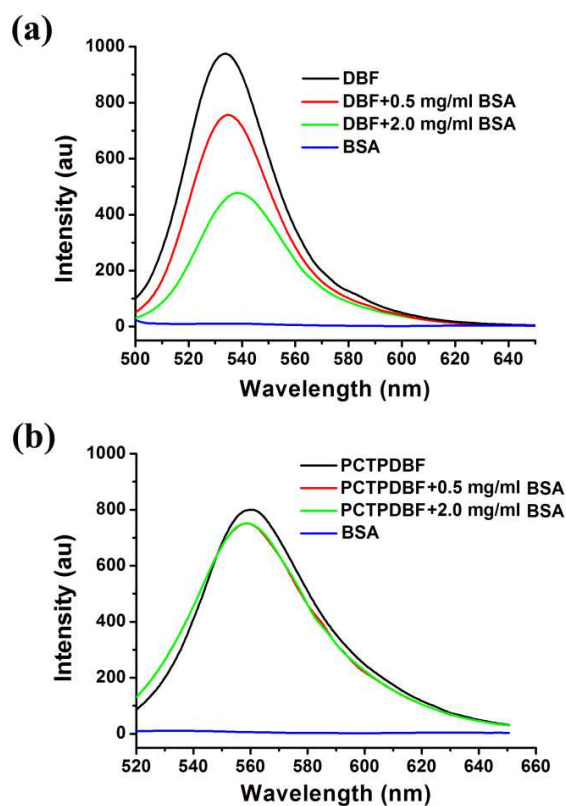 (a)
1000
800
600
400
200
0
Intensity (au)
DBF
DBF+0.5 mg/ml BSA
DBF+2.0 mg/ml BSA
BSA
500 520 540 560 580 600 620 640
Wavelength (nm)
(b)
1000
800
600
400
200
0
Intensity (au)
PCTPDBF
PCTPDBF+0.5 mg/ml BSA
PCTPDBF+2.0 mg/ml BSA
BSA
520 540 560 580 600 620 640 660
Wavelength (nm)